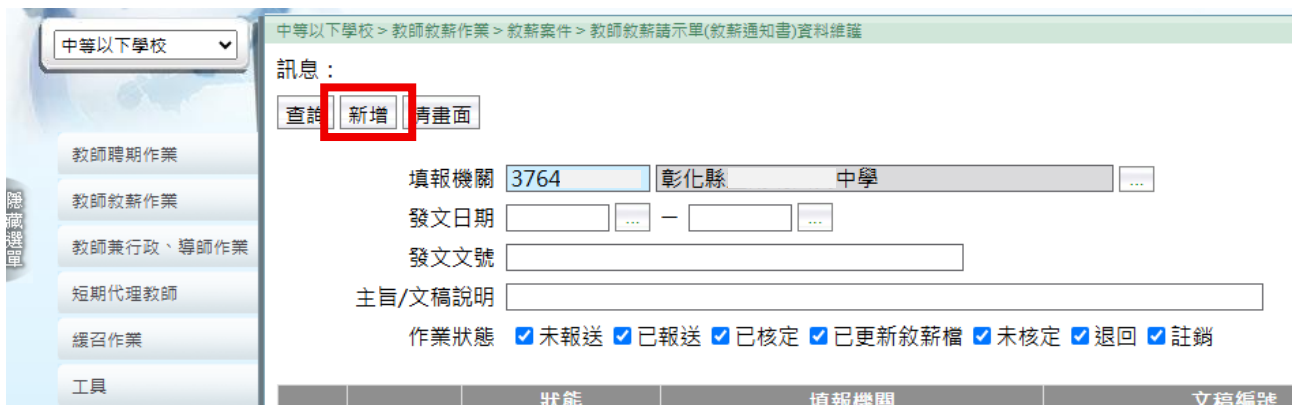 中等以下學校
中等以下學校 > 教師敘薪作業 > 敘薪案件 > 教師敘薪請示單(敘薪通知書)資料維護
訊息：
查詢 新增 清畫面
教師聘期作業
教師敘薪作業
教師兼行政、導師作業
短期代理教師
緩召作業
工具
隱藏選單
填報機關 3764 彰化縣 中學 ...
發文日期 ... － ...
發文文號
主旨/文稿說明
作業狀態 未報送 已報送 已核定 已更新敘薪檔 未核定 退回 註銷
狀態 填報機關 文稿編號